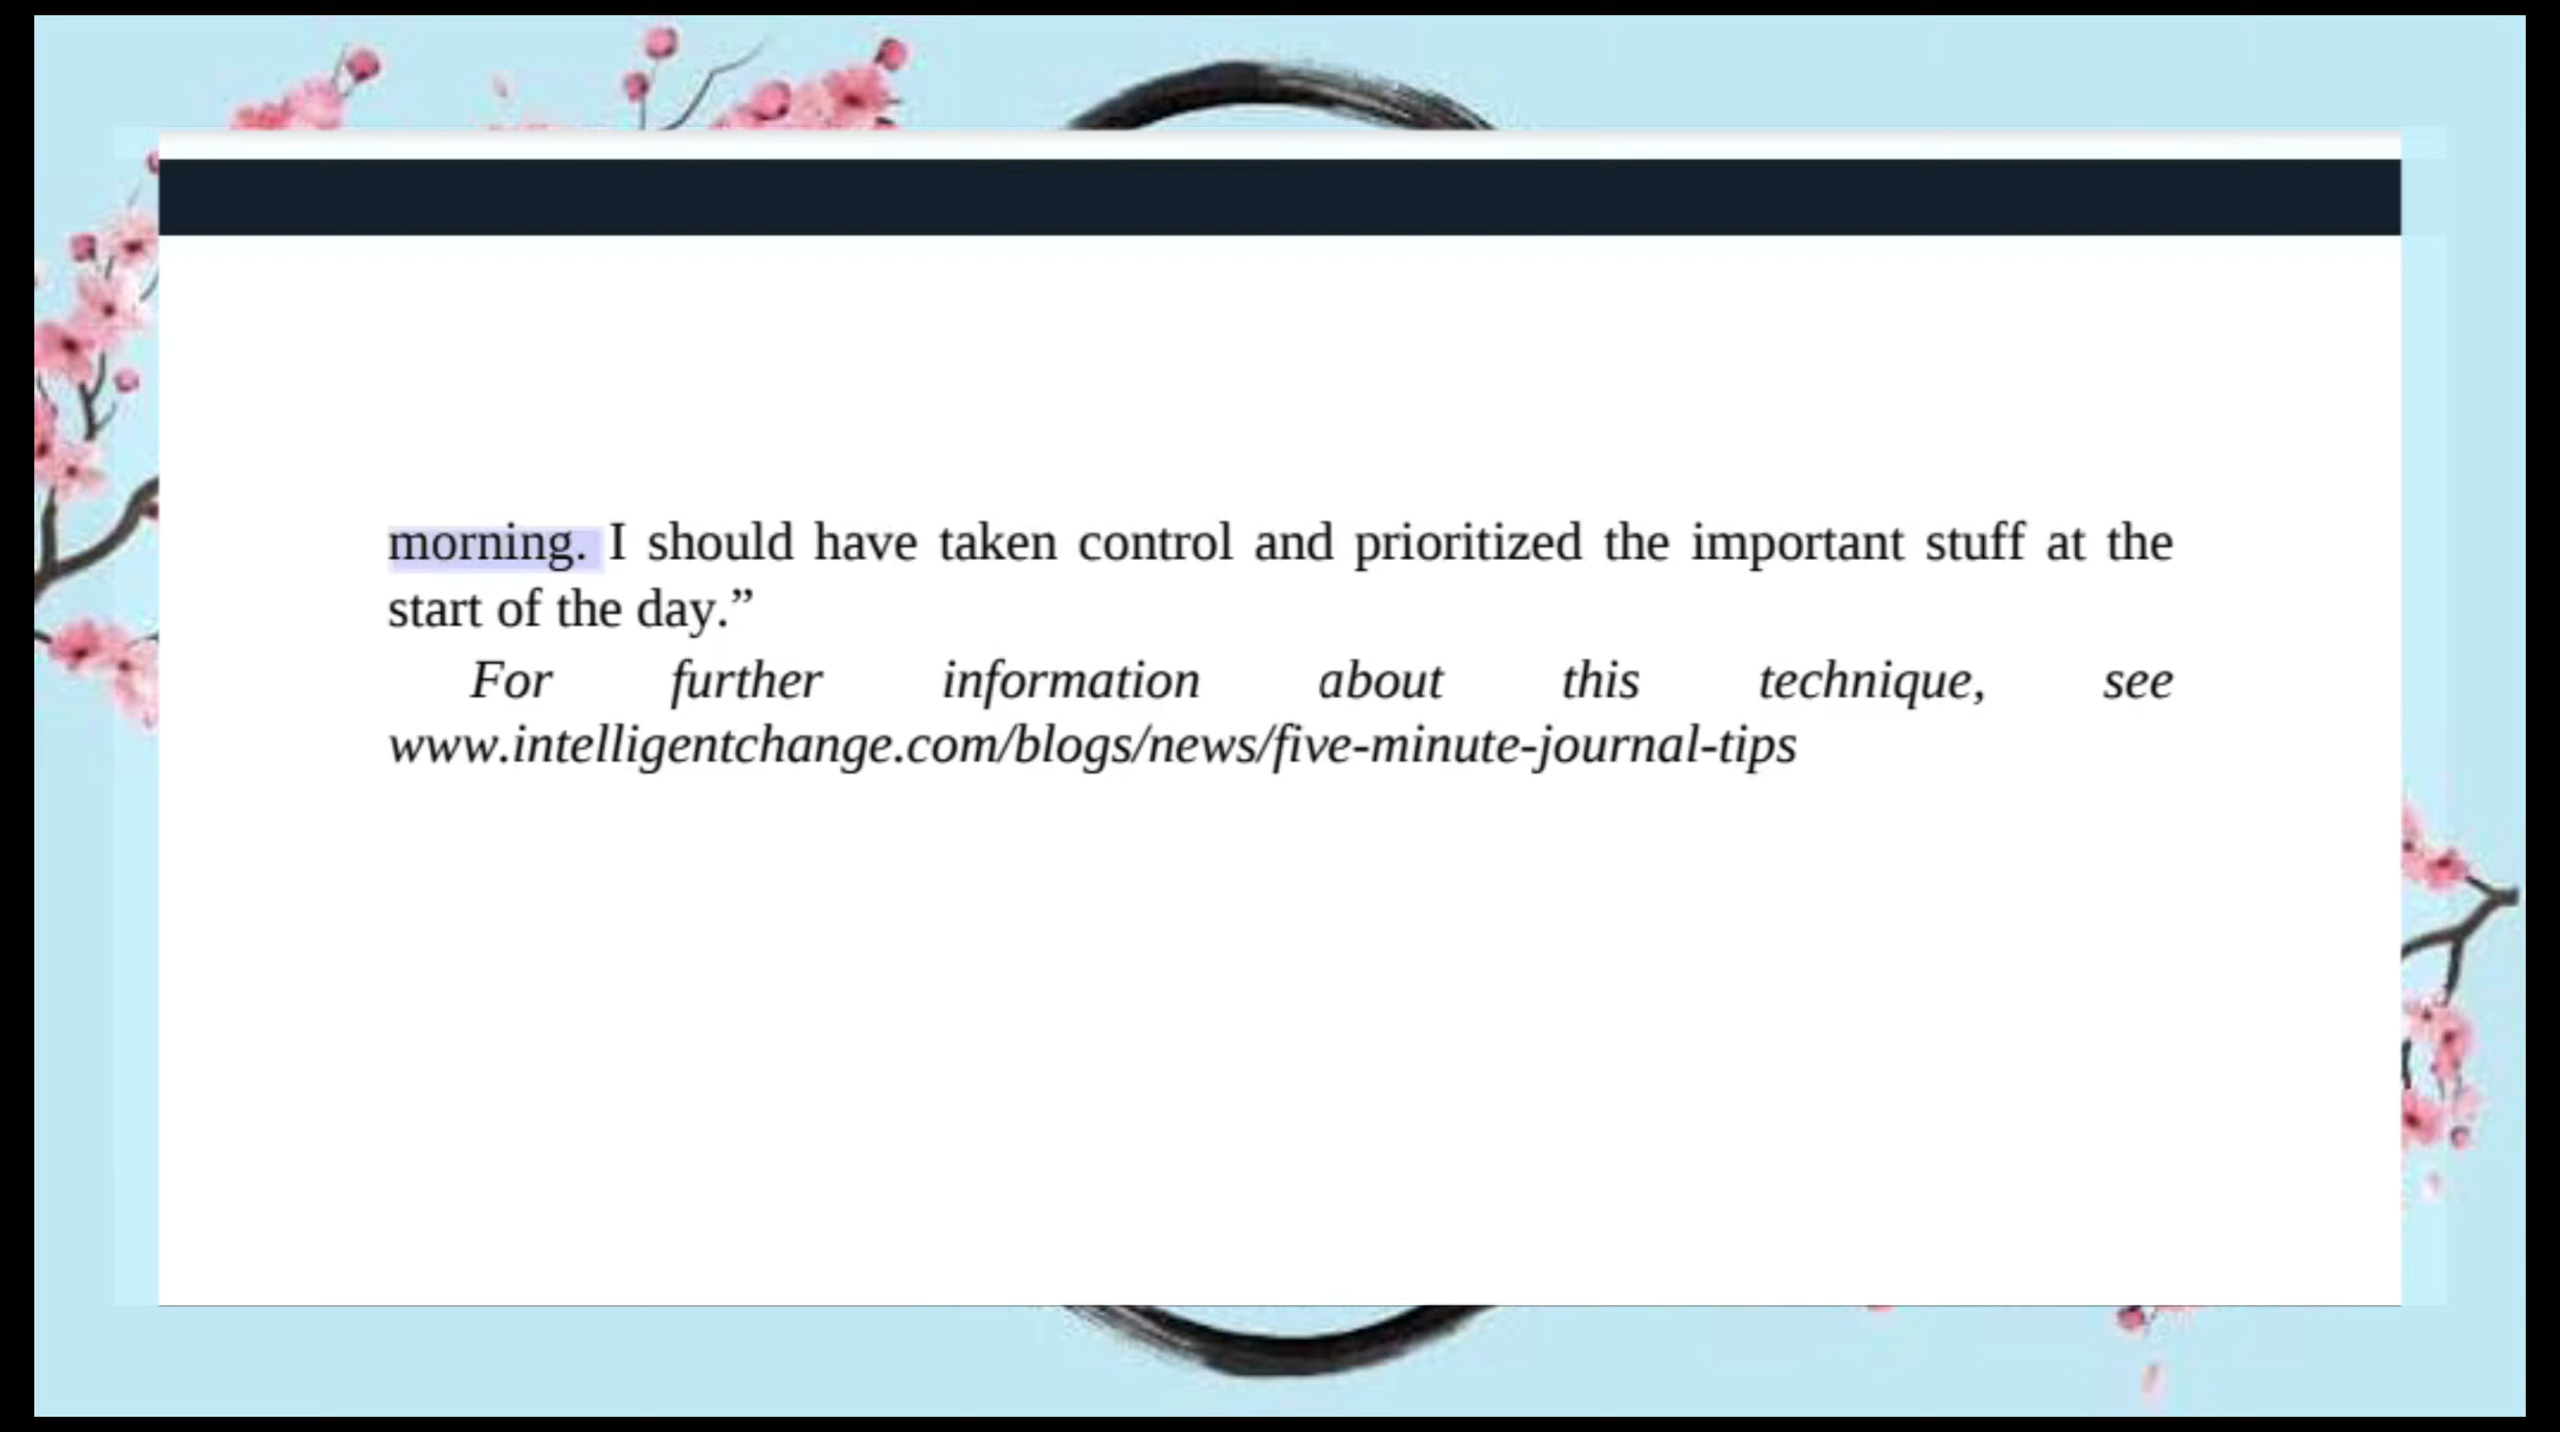 morning. I should have taken control and prioritized the important stuff at the
start of the day.”
For further information about this technique, see
www.intelligentchange.com/blogs/news/five-minute-journal-tips